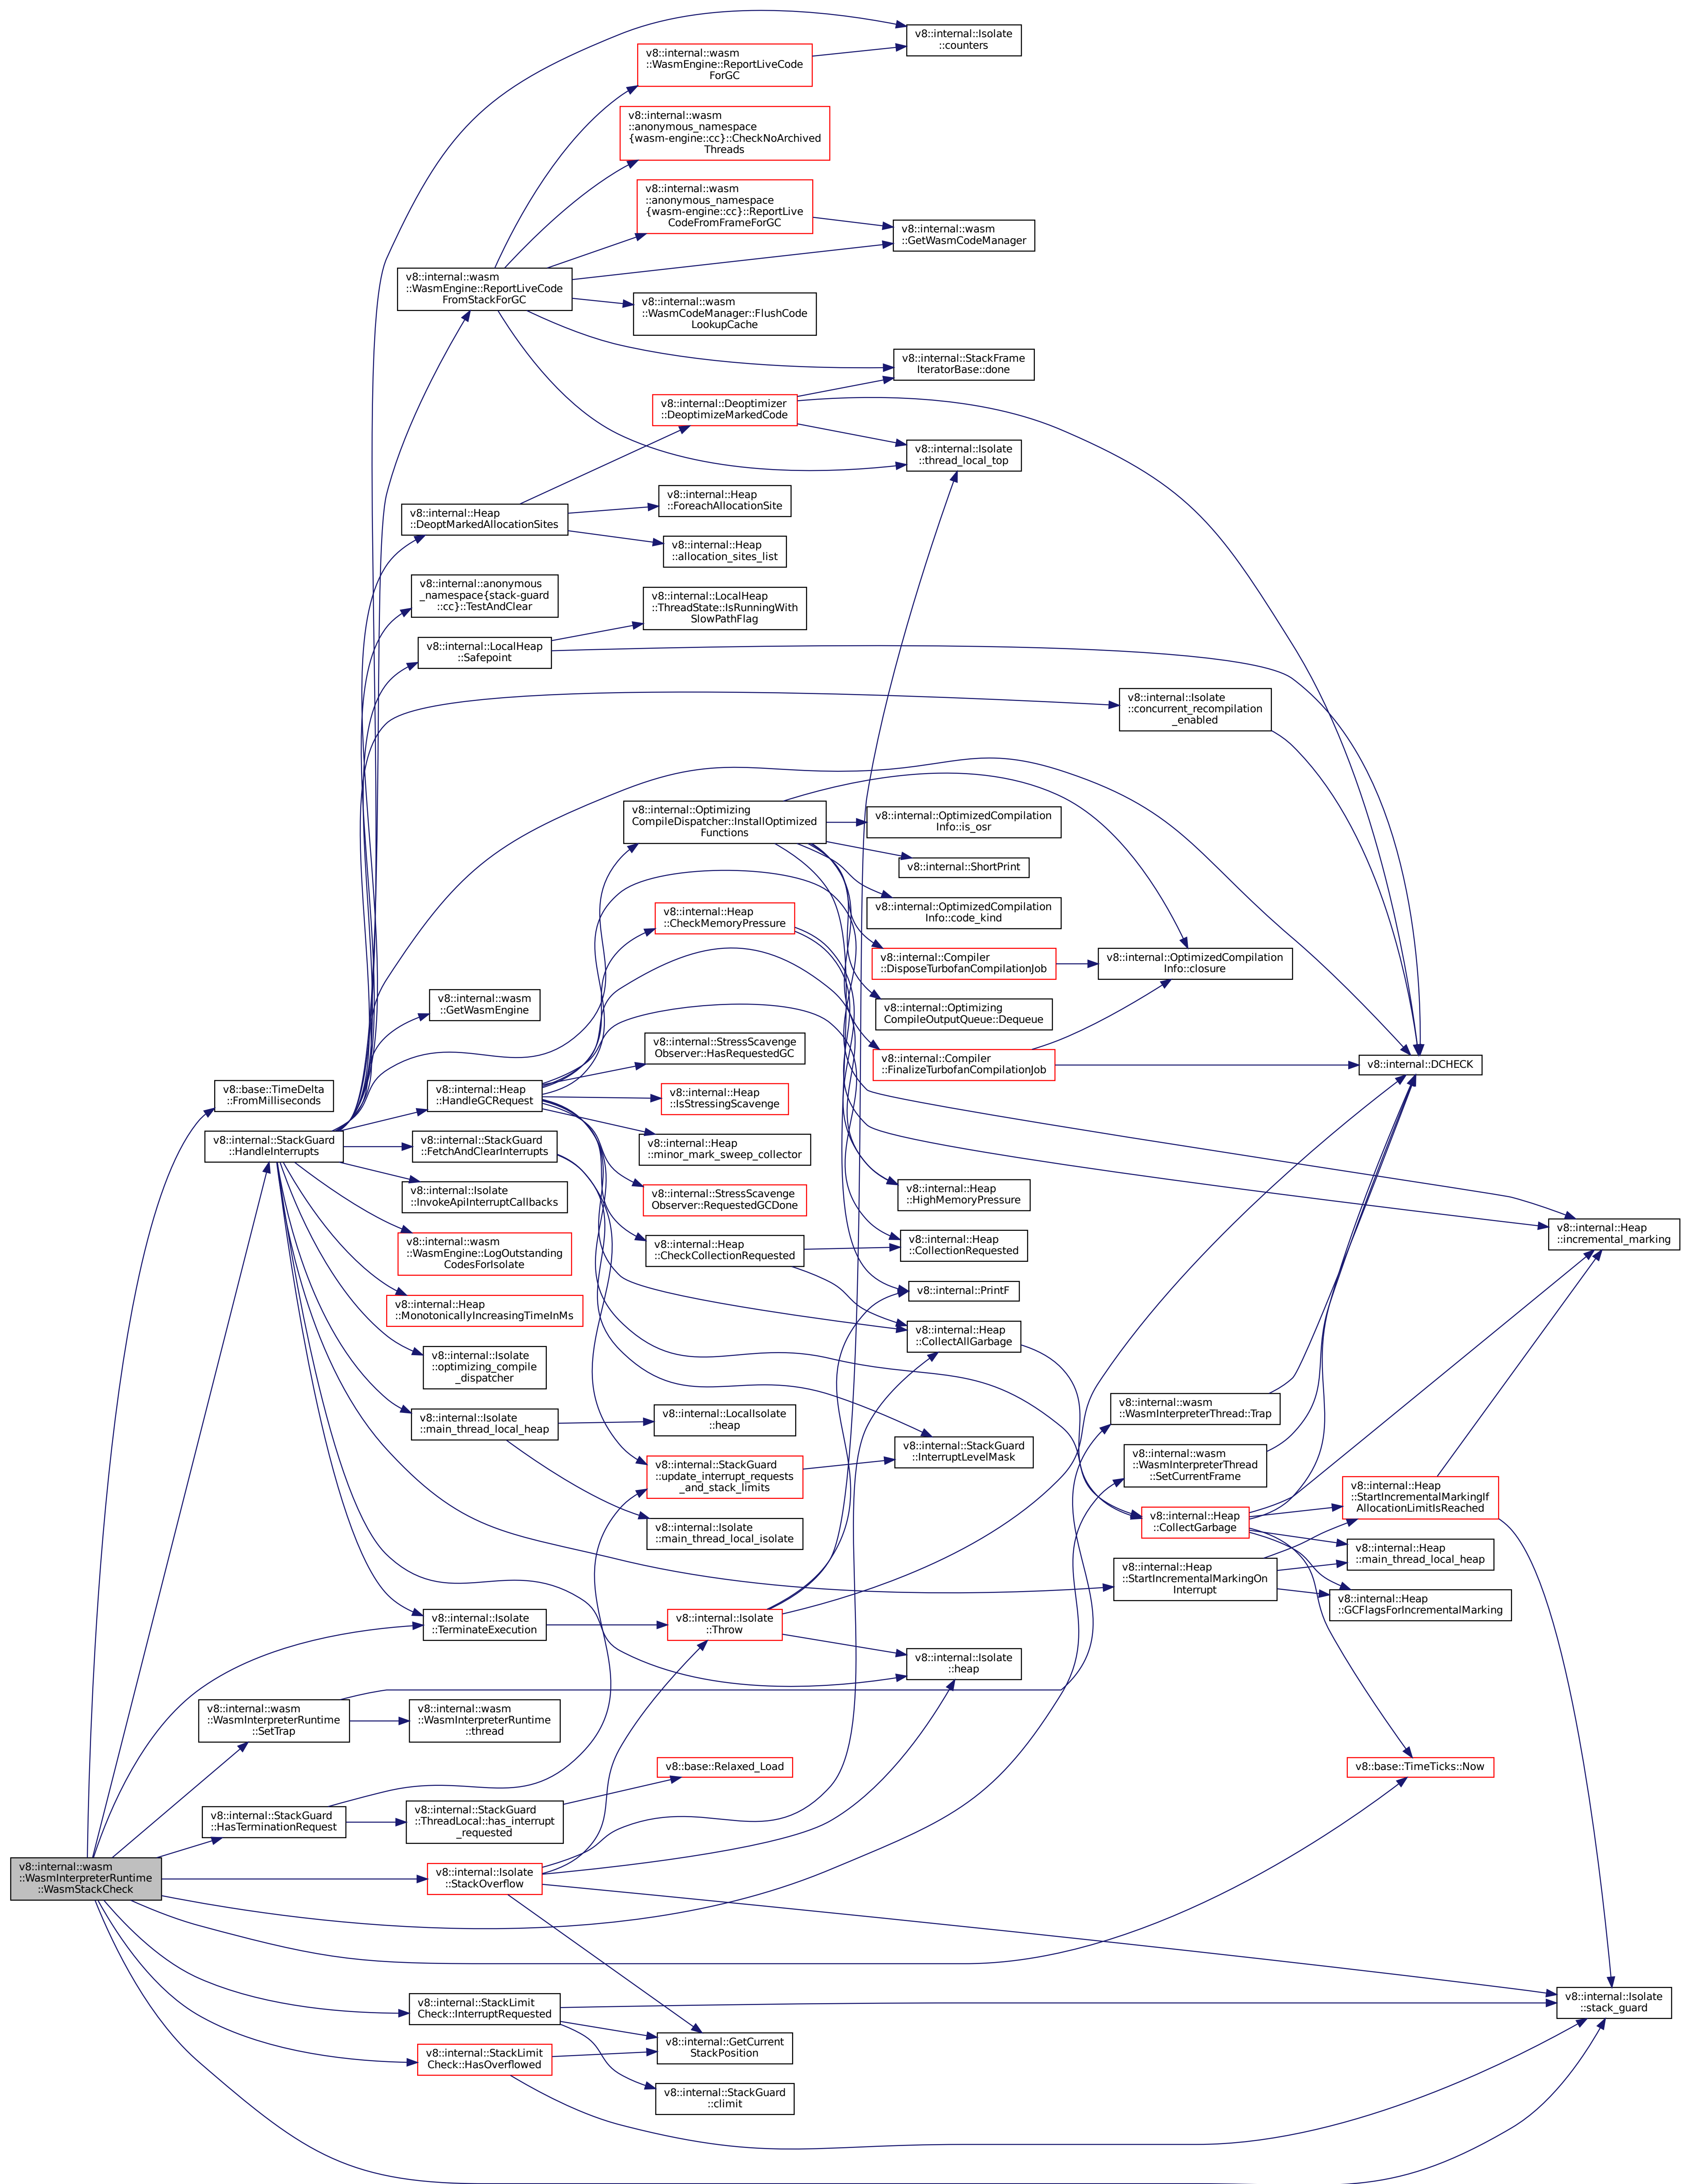 v8::internal::Isolate
::counters
v8::internal::wasm
::WasmEngine::ReportLiveCode
ForGC
v8::internal::wasm
::anonymous_namespace
{wasm-engine::cc}::CheckNoArchived
Threads
v8::internal::wasm
::anonymous_namespace
{wasm-engine::cc}::ReportLive
CodeFromFrameForGC
v8::internal::wasm
::GetWasmCodeManager
v8::internal::wasm
::WasmEngine::ReportLiveCode
FromStackForGC
v8::internal::wasm
::WasmCodeManager::FlushCode
LookupCache
v8::internal::StackFrame
IteratorBase::done
v8::internal::Deoptimizer
::DeoptimizeMarkedCode
v8::internal::Isolate
::thread_local_top
v8::internal::Heap
::DeoptMarkedAllocationSites
v8::internal::Heap
::ForeachAllocationSite
v8::internal::Heap
::allocation_sites_list
v8::internal::anonymous
_namespace{stack-guard
::cc}::TestAndClear
v8::internal::LocalHeap
::ThreadState::IsRunningWith
SlowPathFlag
v8::internal::LocalHeap
::Safepoint
v8::internal::Isolate
::concurrent_recompilation
_enabled
v8::internal::Optimizing
CompileDispatcher::InstallOptimized
Functions
v8::internal::OptimizedCompilation
Info::is_osr
v8::internal::ShortPrint
v8::internal::OptimizedCompilation
Info::code_kind
v8::internal::Heap
::CheckMemoryPressure
v8::internal::Compiler
::DisposeTurbofanCompilationJob
v8::internal::OptimizedCompilation
Info::closure
v8::internal::wasm
::GetWasmEngine
v8::internal::Optimizing
CompileOutputQueue::Dequeue
v8::internal::StressScavenge
Observer::HasRequestedGC
v8::internal::Compiler
::FinalizeTurbofanCompilationJob
v8::internal::DCHECK
v8::base::TimeDelta
::FromMilliseconds
v8::internal::Heap
::HandleGCRequest
v8::internal::Heap
::IsStressingScavenge
v8::internal::StackGuard
::HandleInterrupts
v8::internal::StackGuard
::FetchAndClearInterrupts
v8::internal::Heap
::minor_mark_sweep_collector
v8::internal::Isolate
::InvokeApiInterruptCallbacks
v8::internal::StressScavenge
Observer::RequestedGCDone
v8::internal::Heap
::HighMemoryPressure
v8::internal::wasm
::WasmEngine::LogOutstanding
CodesForIsolate
v8::internal::Heap
::CheckCollectionRequested
v8::internal::Heap
::CollectionRequested
v8::internal::Heap
::incremental_marking
v8::internal::Heap
::MonotonicallyIncreasingTimeInMs
v8::internal::PrintF
v8::internal::Heap
::CollectAllGarbage
v8::internal::Isolate
::optimizing_compile
_dispatcher
v8::internal::Isolate
::main_thread_local_heap
v8::internal::LocalIsolate
::heap
v8::internal::wasm
::WasmInterpreterThread::Trap
v8::internal::StackGuard
::InterruptLevelMask
v8::internal::wasm
::WasmInterpreterThread
::SetCurrentFrame
v8::internal::StackGuard
::update_interrupt_requests
_and_stack_limits
v8::internal::Heap
::StartIncrementalMarkingIf
AllocationLimitIsReached
v8::internal::Isolate
::main_thread_local_isolate
v8::internal::Heap
::CollectGarbage
v8::internal::Heap
::main_thread_local_heap
v8::internal::Heap
::StartIncrementalMarkingOn
Interrupt
v8::internal::Heap
::GCFlagsForIncrementalMarking
v8::internal::Isolate
::TerminateExecution
v8::internal::Isolate
::Throw
v8::internal::Isolate
::heap
v8::internal::wasm
::WasmInterpreterRuntime
::SetTrap
v8::internal::wasm
::WasmInterpreterRuntime
::thread
v8::base::Relaxed_Load
v8::base::TimeTicks::Now
v8::internal::StackGuard
::HasTerminationRequest
v8::internal::StackGuard
::ThreadLocal::has_interrupt
_requested
v8::internal::wasm
::WasmInterpreterRuntime
::WasmStackCheck
v8::internal::Isolate
::StackOverflow
v8::internal::StackLimit
Check::InterruptRequested
v8::internal::Isolate
::stack_guard
v8::internal::StackLimit
Check::HasOverflowed
v8::internal::GetCurrent
StackPosition
v8::internal::StackGuard
::climit